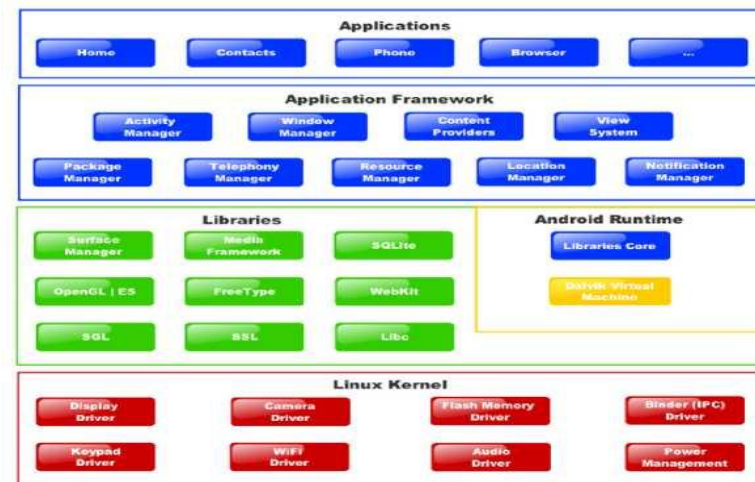 Applications
Home
Contacts
Phone
Browser
...
Application Framework
Activity
Manager
Window
Manager
Content
Providers
View
System
Package
Manager
Telephony
Manager
Resource
Manager
Location
Manager
Notification
Manager
Libraries
Surface
Manager
Media
Framework
SQLite
OpenGL | ES
FreeType
WebKit
SGL
SSL
Libc
Android Runtime
Libraries Core
Dalvik Virtual
Machine
Linux Kernel
Display
Driver
Camera
Driver
Flash Memory
Driver
Binder (IPC)
Driver
Keypad
Driver
WiFi
Driver
Audio
Driver
Power
Management